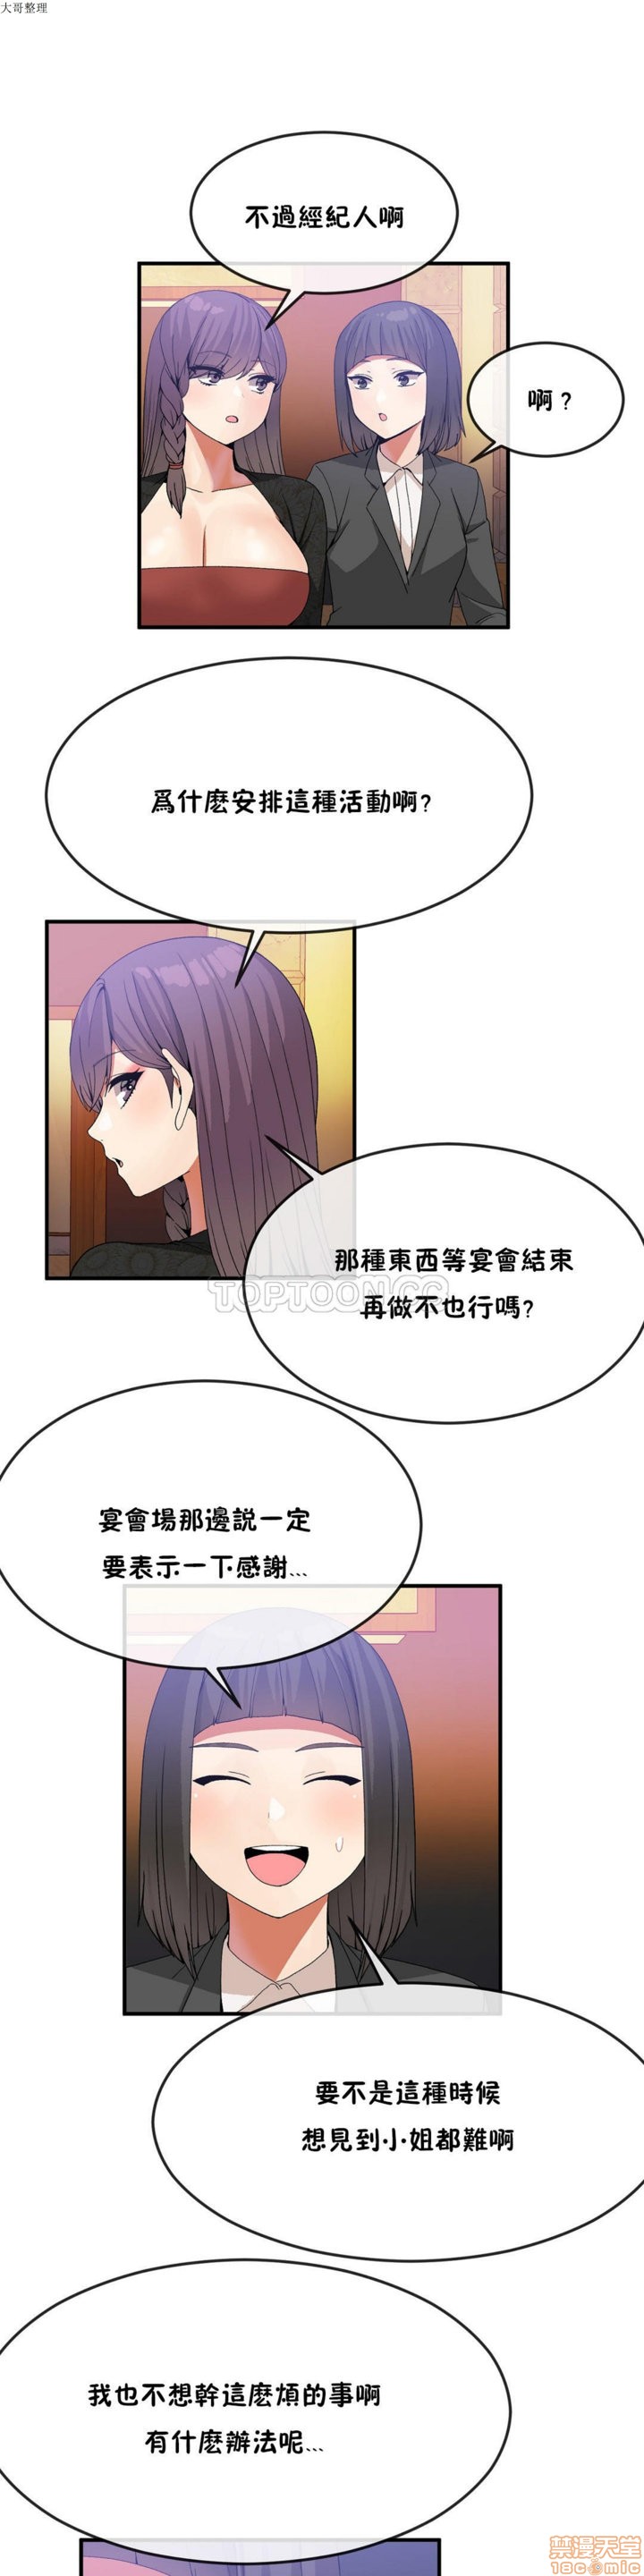 大哥整理
不過經紀人啊
啊？
爲什麽安排這種活動啊?
那種東西等宴會結束
再做不也行嗎?
TOPTOON.CC
宴會場那邊説一定
要表示一下感謝...
要不是這種時候
想見到小姐都難啊
我也不想幹這麽煩的事啊
有什麽辦法呢...
禁漫天堂
18comic